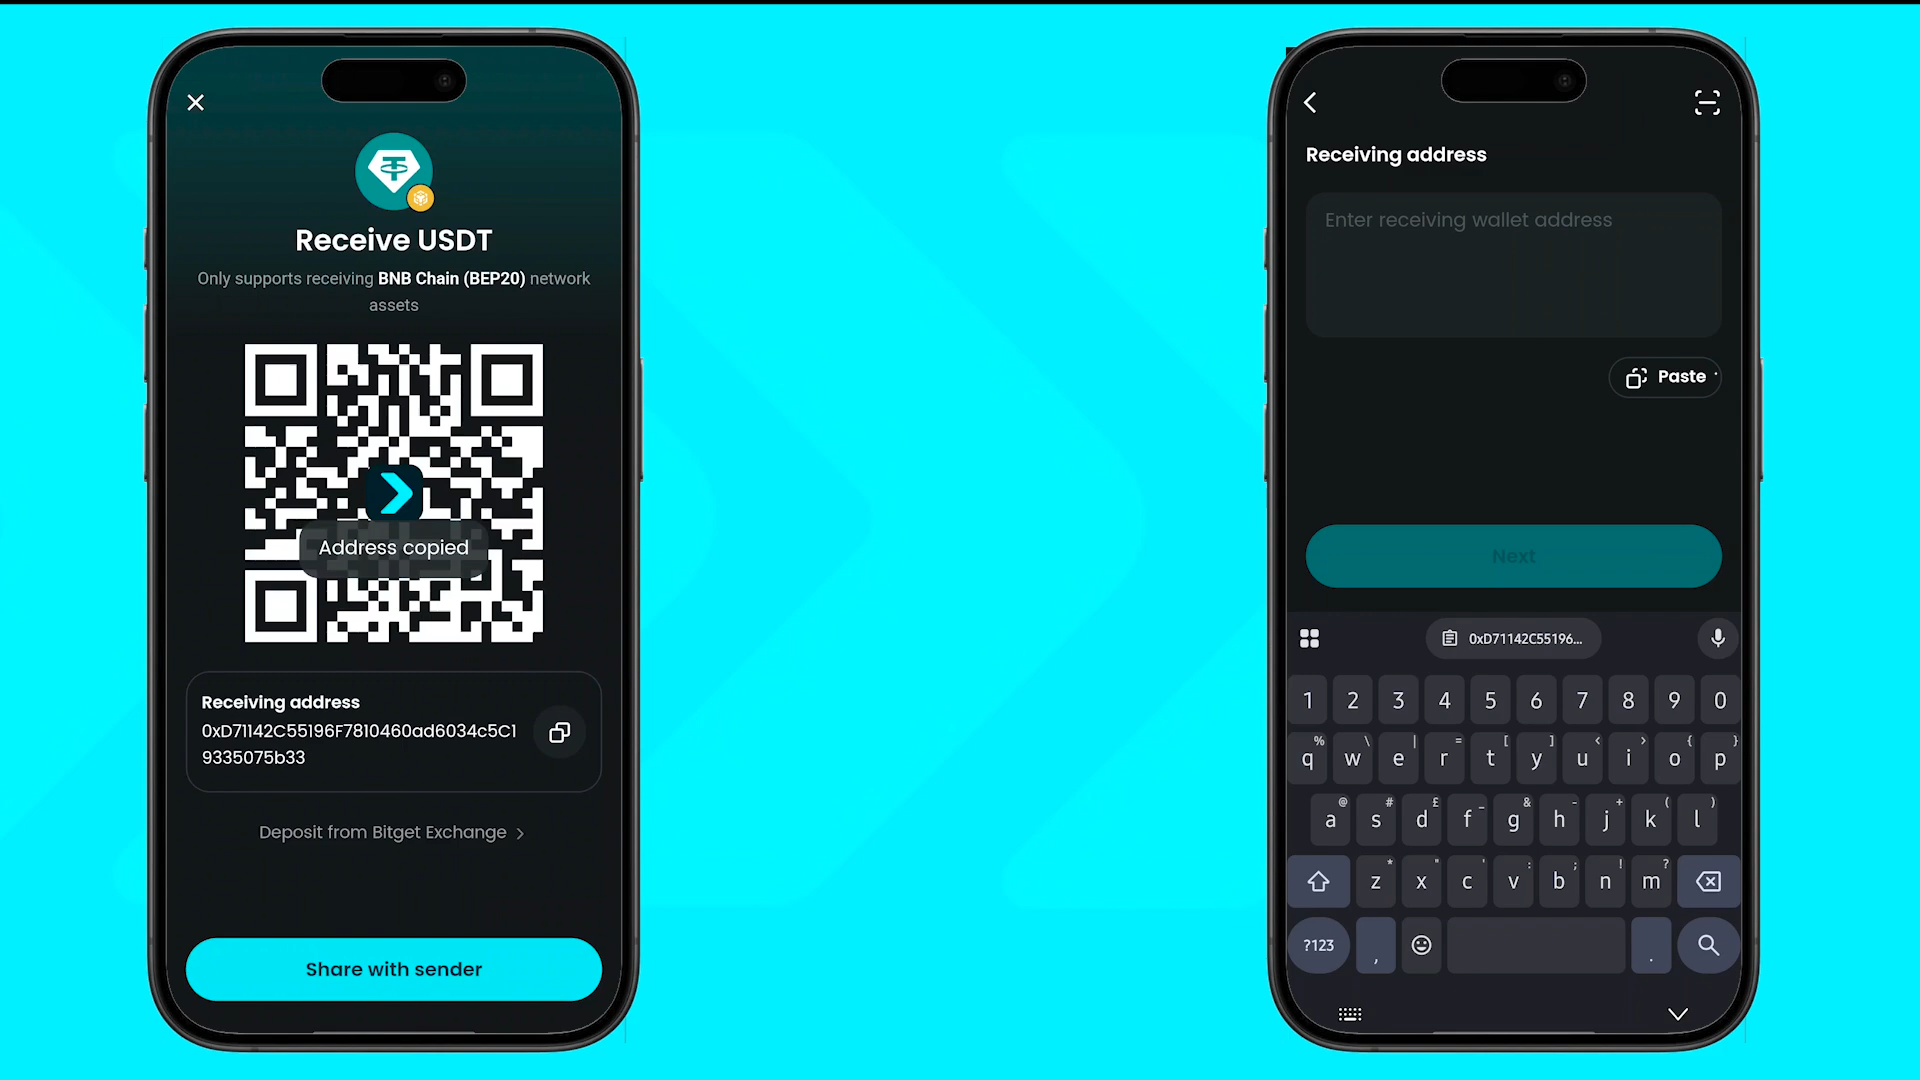 Receive USDT
Only supports receiving BNB Chain (BEP20) network
assets
Address copied
Receiving address
0xD71142C55196F7810460ad6034c5C1
9335075b33
Deposit from Bitget Exchange
Share with sender
Receiving address
Enter receiving wallet address
Paste
Next
0xD71142C55196...
1 2 3 4 5 6 7 8 9 0
% \ | = [ ] < > { }
q w e r t y u i o p
@ # £ _ & - + ( )
a s d f g h j k l
* " ' : ; ! ?
z x c v b n m
?123 , .